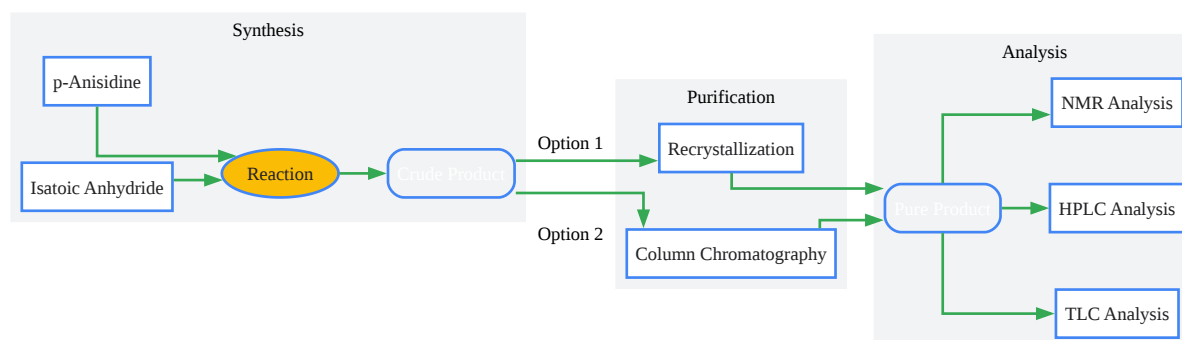 Synthesis
p-Anisidine
Isatoic Anhydride
Reaction
Crude Product
Option 1
Option 2
Purification
Recrystallization
Column Chromatography
Analysis
Pure Product
NMR Analysis
HPLC Analysis
TLC Analysis